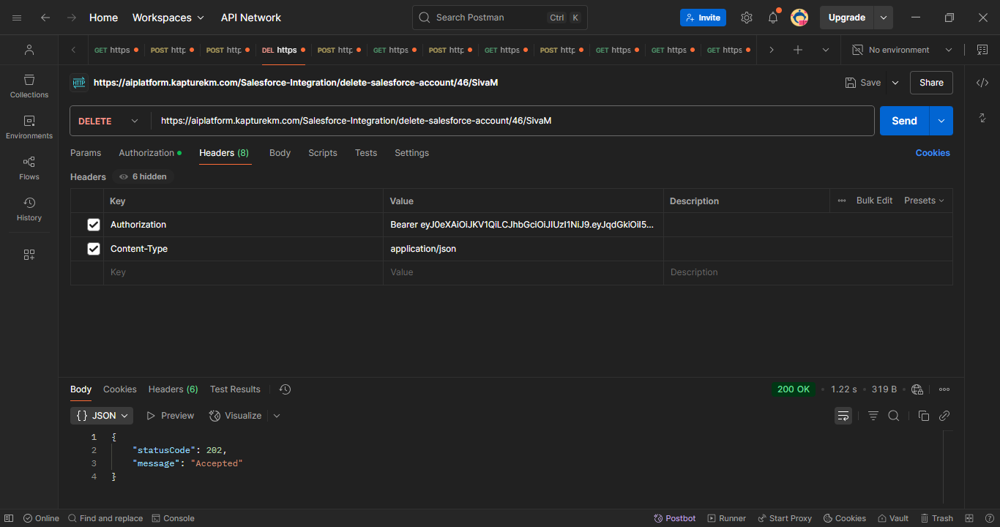 Home Workspaces API Network Search Postman Ctrl K Invite Upgrade
GET https POST http POST http DEL https POST http GET https POST http GET https POST http GET https GET https GET https No environment
HTTP https://aiplatform.kapturekm.com/Salesforce-Integration/delete-salesforce-account/46/SivaM Save Share
Collections
DELETE https://aiplatform.kapturekm.com/Salesforce-Integration/delete-salesforce-account/46/SivaM Send
Environments
Params Authorization Headers (8) Body Scripts Tests Settings Cookies
Flows
Headers 6 hidden
Key Value Description Bulk Edit Presets
History
Authorization Bearer eyJ0eXAiOiJKV1QiLCJhbGciOiJIUzI1NiJ9.eyJqdGkiOiI5...
Content-Type application/json
Key Value Description
Body Cookies Headers (6) Test Results 200 OK 1.22 s 319 B
{ } JSON Preview Visualize
1 {
2 "statusCode": 202,
3 "message": "Accepted"
4 }
Online Find and replace Console Postbot Runner Start Proxy Cookies Vault Trash